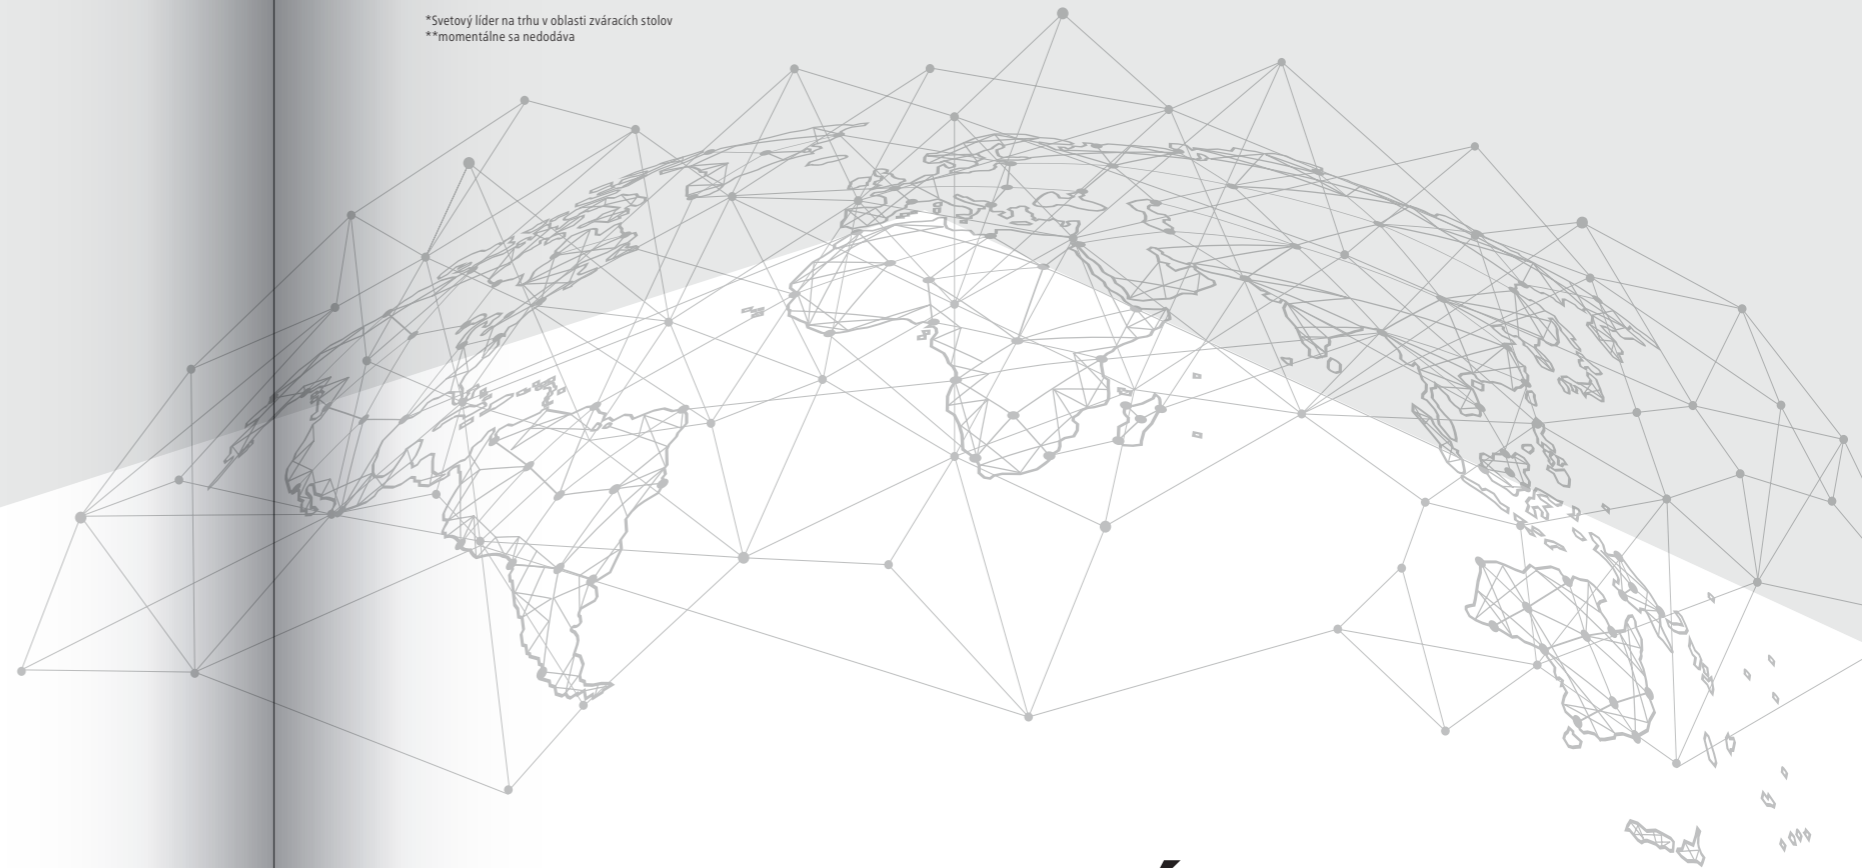 *Svetový líder na trhu v oblasti zváracích stolov
**momentálne sa nedodáva